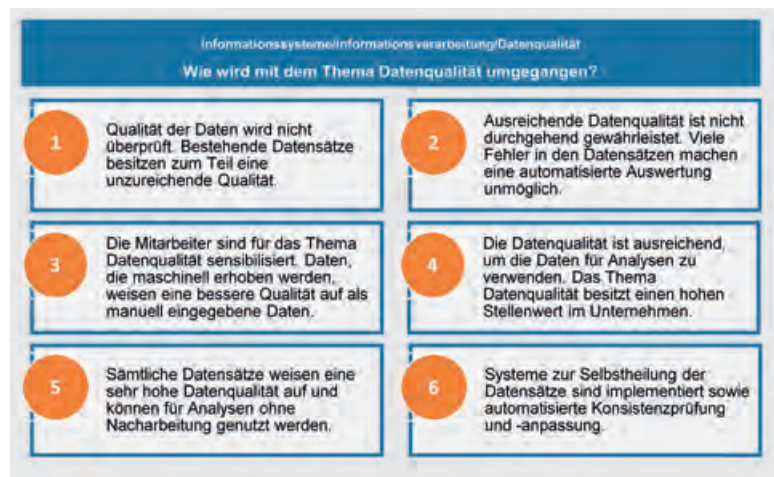 Informationssysteme/Informationsverarbeitung/Datenqualität
Wie wird mit dem Thema Datenqualität umgegangen?
1
Qualität der Daten wird nicht
überprüft. Bestehende Datensätze
besitzen zum Teil eine
unzureichende Qualität.
2
Ausreichende Datenqualität ist nicht
durchgehend gewährleistet. Viele
Fehler in den Datensätzen machen
eine automatisierte Auswertung
unmöglich.
3
Die Mitarbeiter sind für das Thema
Datenqualität sensibilisiert. Daten,
die maschinell erhoben werden,
weisen eine bessere Qualität auf als
manuell eingegebene Daten.
4
Die Datenqualität ist ausreichend,
um die Daten für Analysen zu
verwenden. Das Thema
Datenqualität besitzt einen hohen
Stellenwert im Unternehmen.
5
Sämtliche Datensätze weisen eine
sehr hohe Datenqualität auf und
können für Analysen ohne
Nacharbeitung genutzt werden.
6
Systeme zur Selbstheilung der
Datensätze sind implementiert sowie
automatisierte Konsistenzprüfung
und -anpassung.